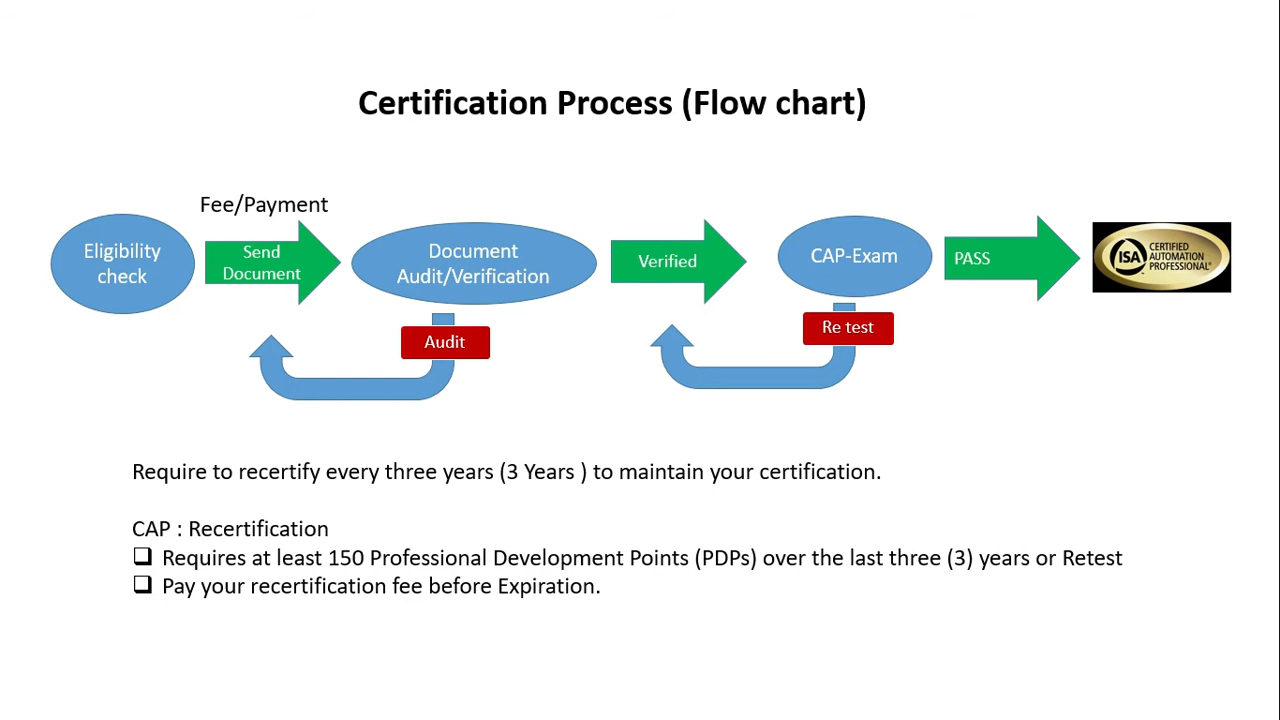 Certification Process (Flow chart)
Fee/Payment
Eligibility
check
Send
Document
Document
Audit/Verification
Verified
CAP-Exam
PASS
ISA
CERTIFIED
AUTOMATION
PROFESSIONAL®
Audit
Re test
Require to recertify every three years (3 Years ) to maintain your certification.
CAP : Recertification
Requires at least 150 Professional Development Points (PDPs) over the last three (3) years or Retest
Pay your recertification fee before Expiration.